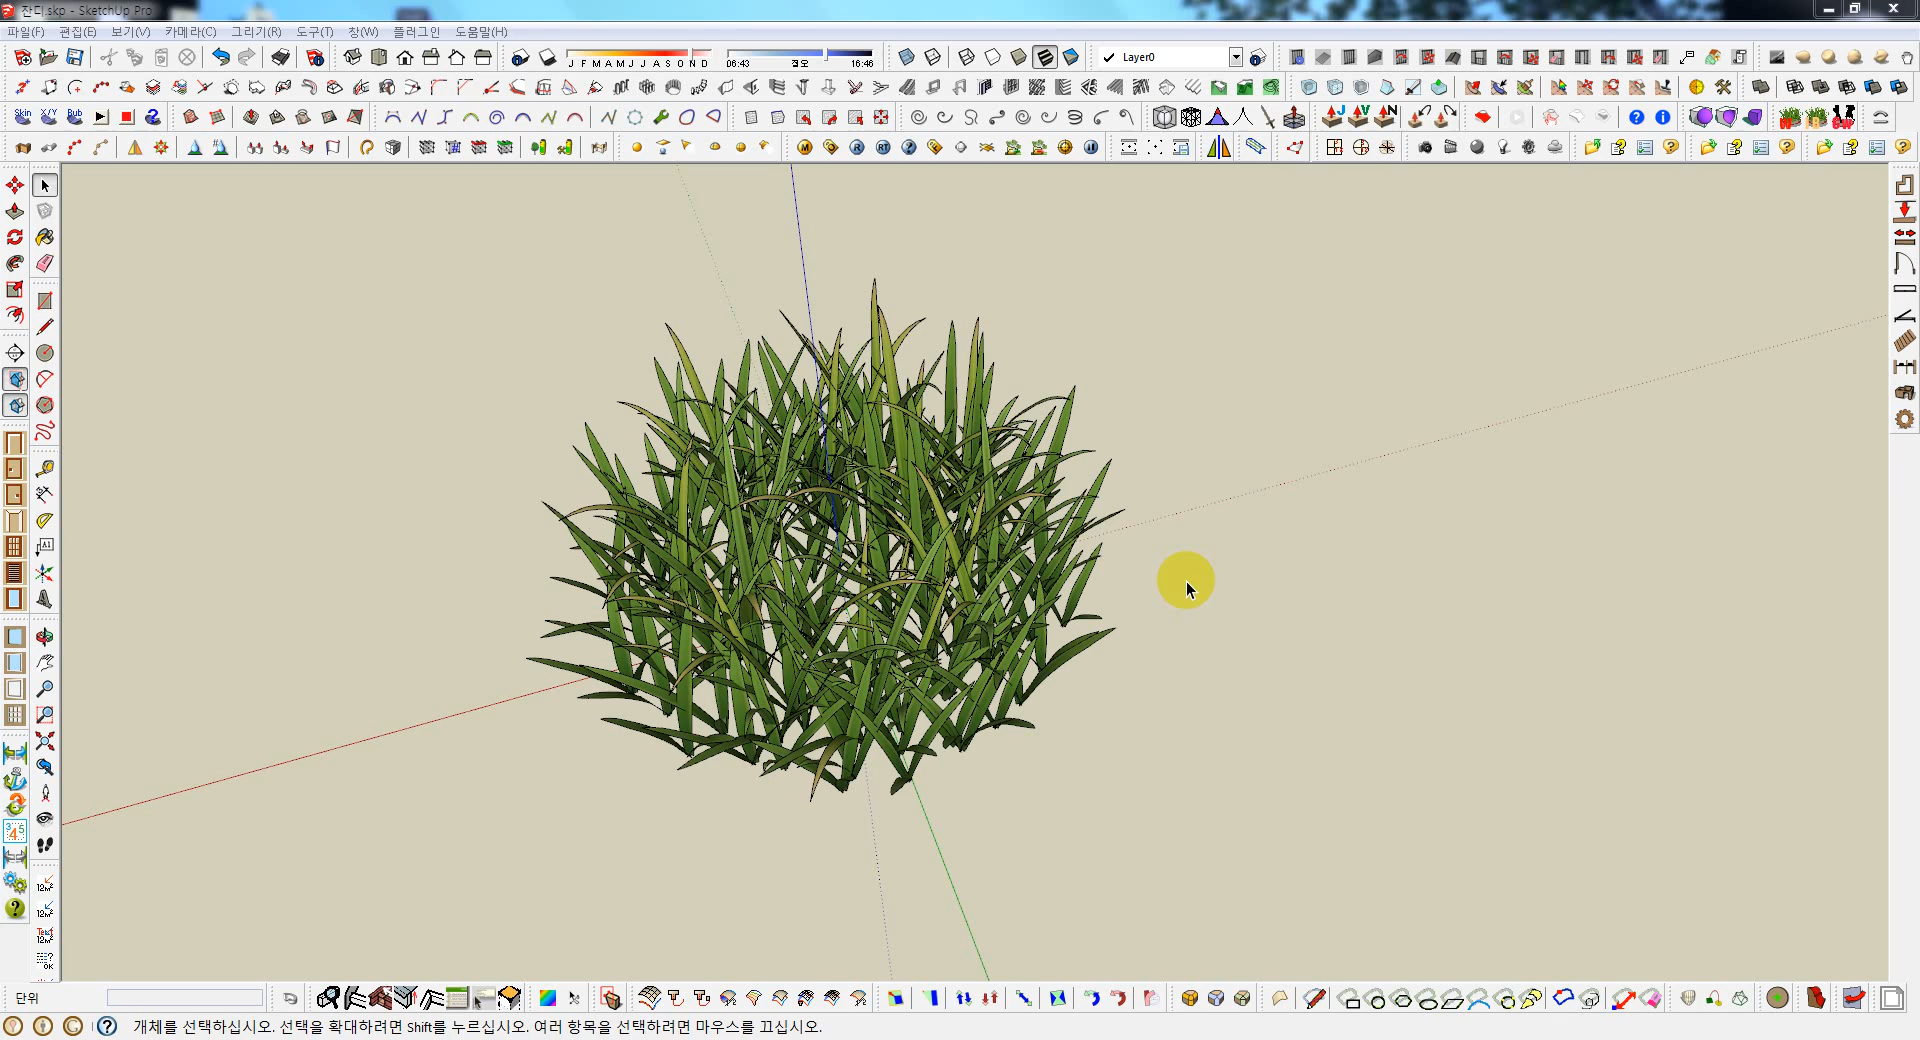 잔디.skp - SketchUp Pro
파일(F) 편집(E) 보기(V) 카메라(C) 그리기(R) 도구(T) 창(W) 플러그인 도움말(H)
J F M A M J J A S O N D 06:43 정오 16:46 Layer0
Skin X/Y Bub
단위
개체를 선택하십시오. 선택을 확대하려면 Shift를 누르십시오. 여러 항목을 선택하려면 마우스를 끄십시오.